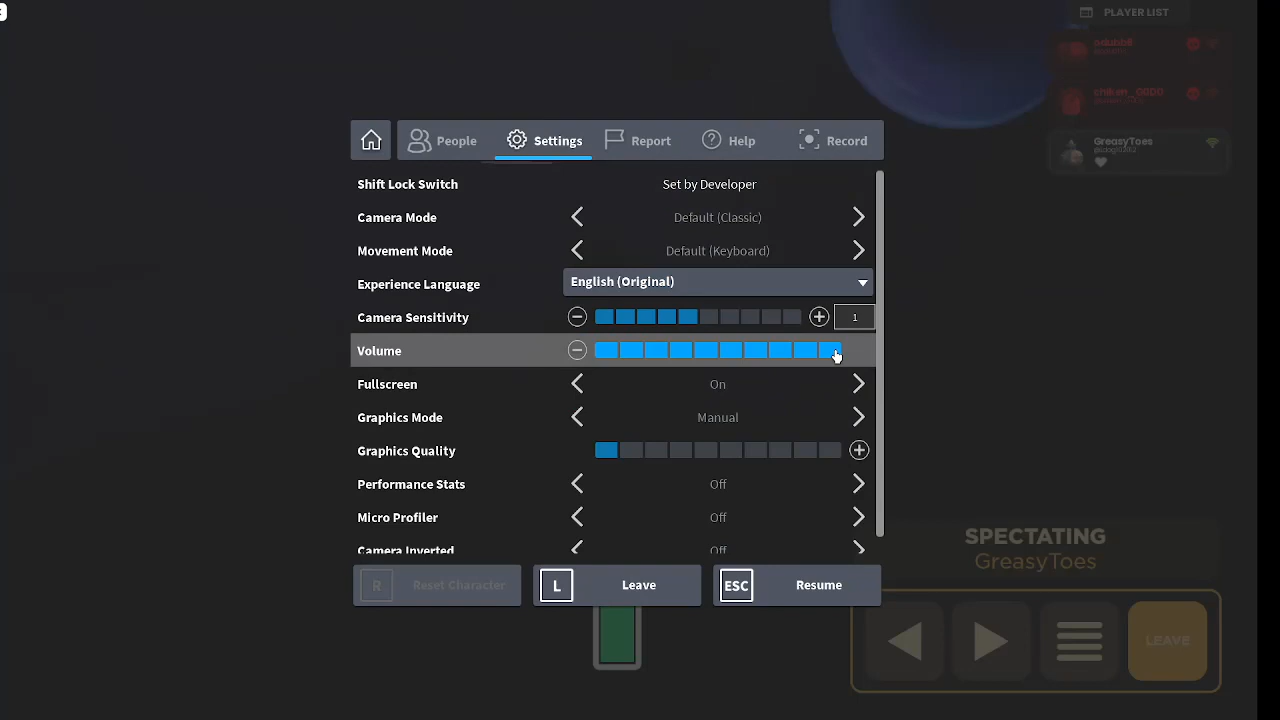 PLAYER LIST
chiken_GODO
GreasyToes
People
Settings
Report
Help
Record
Shift Lock Switch
Set by Developer
Camera Mode
Default (Classic)
Movement Mode
Default (Keyboard)
Experience Language
English (Original)
Camera Sensitivity
1
Volume
Fullscreen
On
Graphics Mode
Manual
Graphics Quality
Performance Stats
Off
Micro Profiler
Off
Camera Inverted
Off
R
Reset Character
L
Leave
ESC
Resume
SPECTATING
GreasyToes
LEAVE